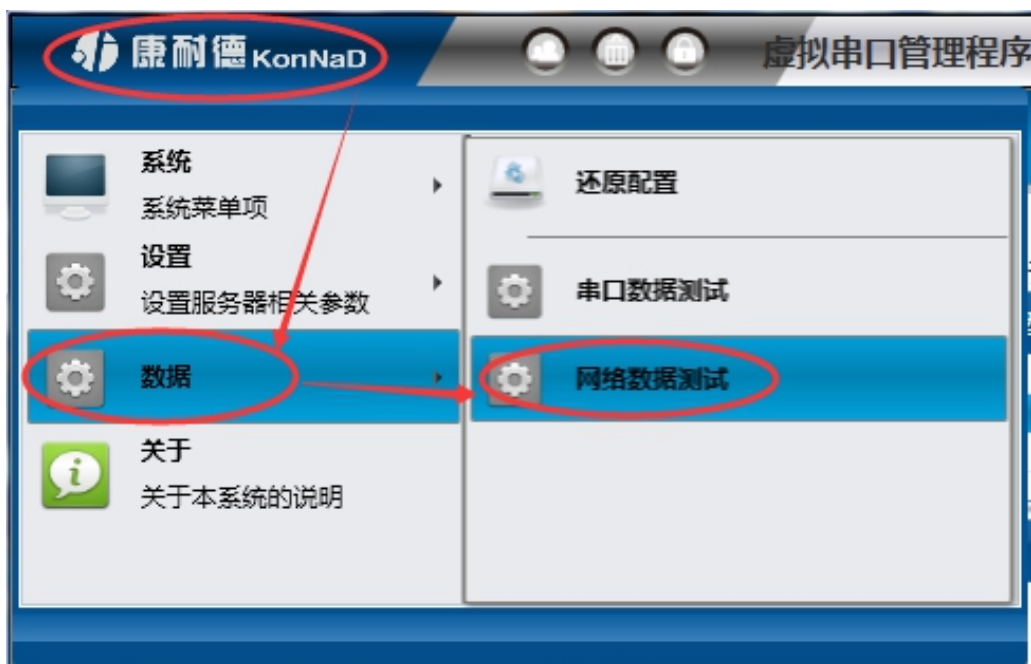 康耐德 KonNaD
虚拟串口管理程序
系统
系统菜单项
设置
设置服务器相关参数
数据
关于
关于本系统的说明
还原配置
串口数据测试
网络数据测试